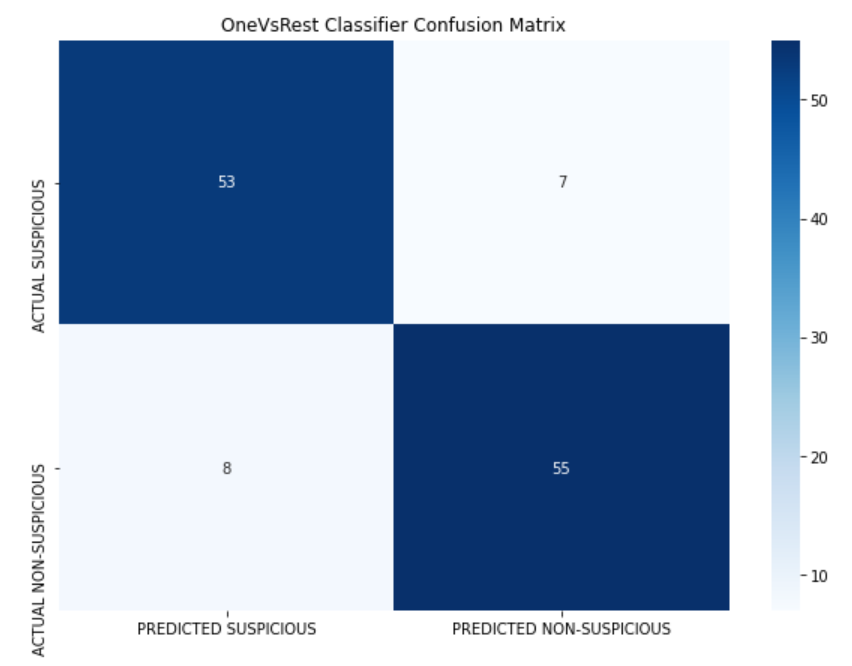 OneVsRest Classifier Confusion Matrix
ACTUAL SUSPICIOUS
53
7
50
40
30
ACTUAL NON-SUSPICIOUS
8
55
20
10
PREDICTED SUSPICIOUS
PREDICTED NON-SUSPICIOUS